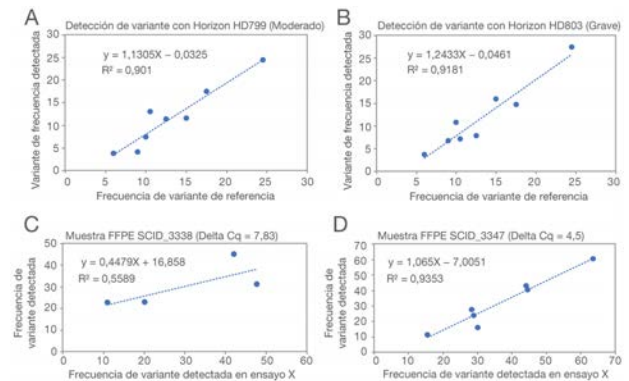 A
Detección de variante con Horizon HD799 (Moderado)
Variante de frecuencia detectada
y = 1,1305X – 0,0325
R² = 0,901
30
25
20
15
10
5
0
0 5 10 15 20 25 30
Frecuencia de variante de referencia
B
Detección de variante con Horizon HD803 (Grave)
Variante de frecuencia detectada
y = 1,2433X – 0,0461
R² = 0,9181
30
25
20
15
10
5
0
0 5 10 15 20 25 30
Frecuencia de variante de referencia
C
Muestra FFPE SCID_3338 (Delta Cq = 7,83)
Frecuencia de
variante detectada
y = 0,4479X + 16,858
R² = 0,5589
50
40
30
20
10
0
0 10 20 30 40 50 60
Frecuencia de variante detectada en ensayo X
D
Muestra FFPE SCID_3347 (Delta Cq = 4,5)
Frecuencia de
variante detectada
y = 1,065X – 7,0051
R² = 0,9353
70
60
50
40
30
20
10
0
0 10 20 30 40 50 60 70
Frecuencia de variante detectada en ensayo X